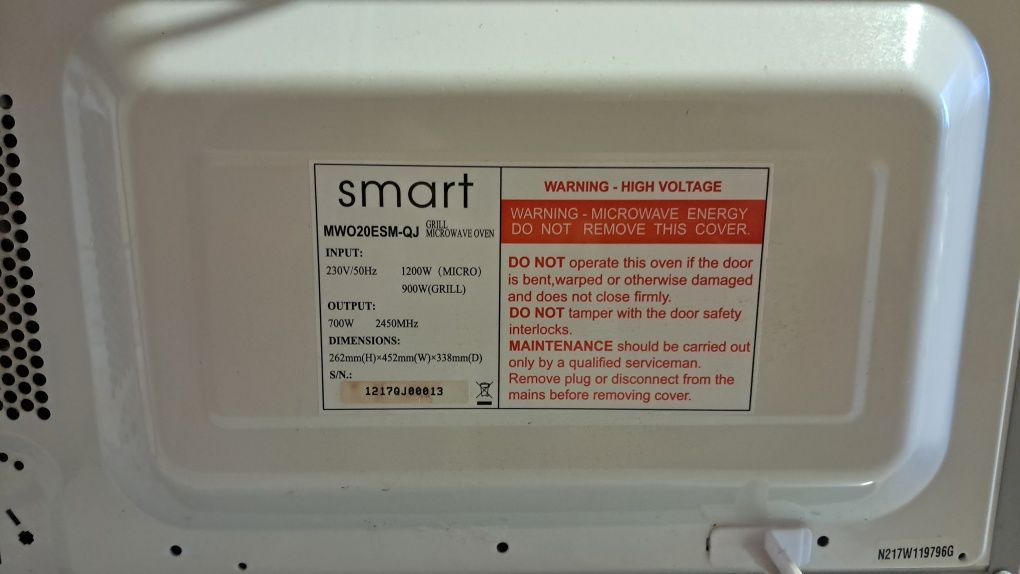 smart
MWO20ESM-QJ GRILL MICROWAVE OVEN
INPUT:
230V/50Hz 1200W (MICRO)
900W(GRILL)
OUTPUT:
700W 2450MHz
DIMENSIONS:
262mm(H)×452mm(W)×338mm(D)
S/N.:
1217QJ00013
WARNING - HIGH VOLTAGE
WARNING - MICROWAVE ENERGY
DO NOT REMOVE THIS COVER.
DO NOT operate this oven if the door
is bent,warped or otherwise damaged
and does not close firmly.
DO NOT tamper with the door safety
interlocks.
MAINTENANCE should be carried out
only by a qualified serviceman.
Remove plug or disconnect from the
mains before removing cover.
N217W119796G